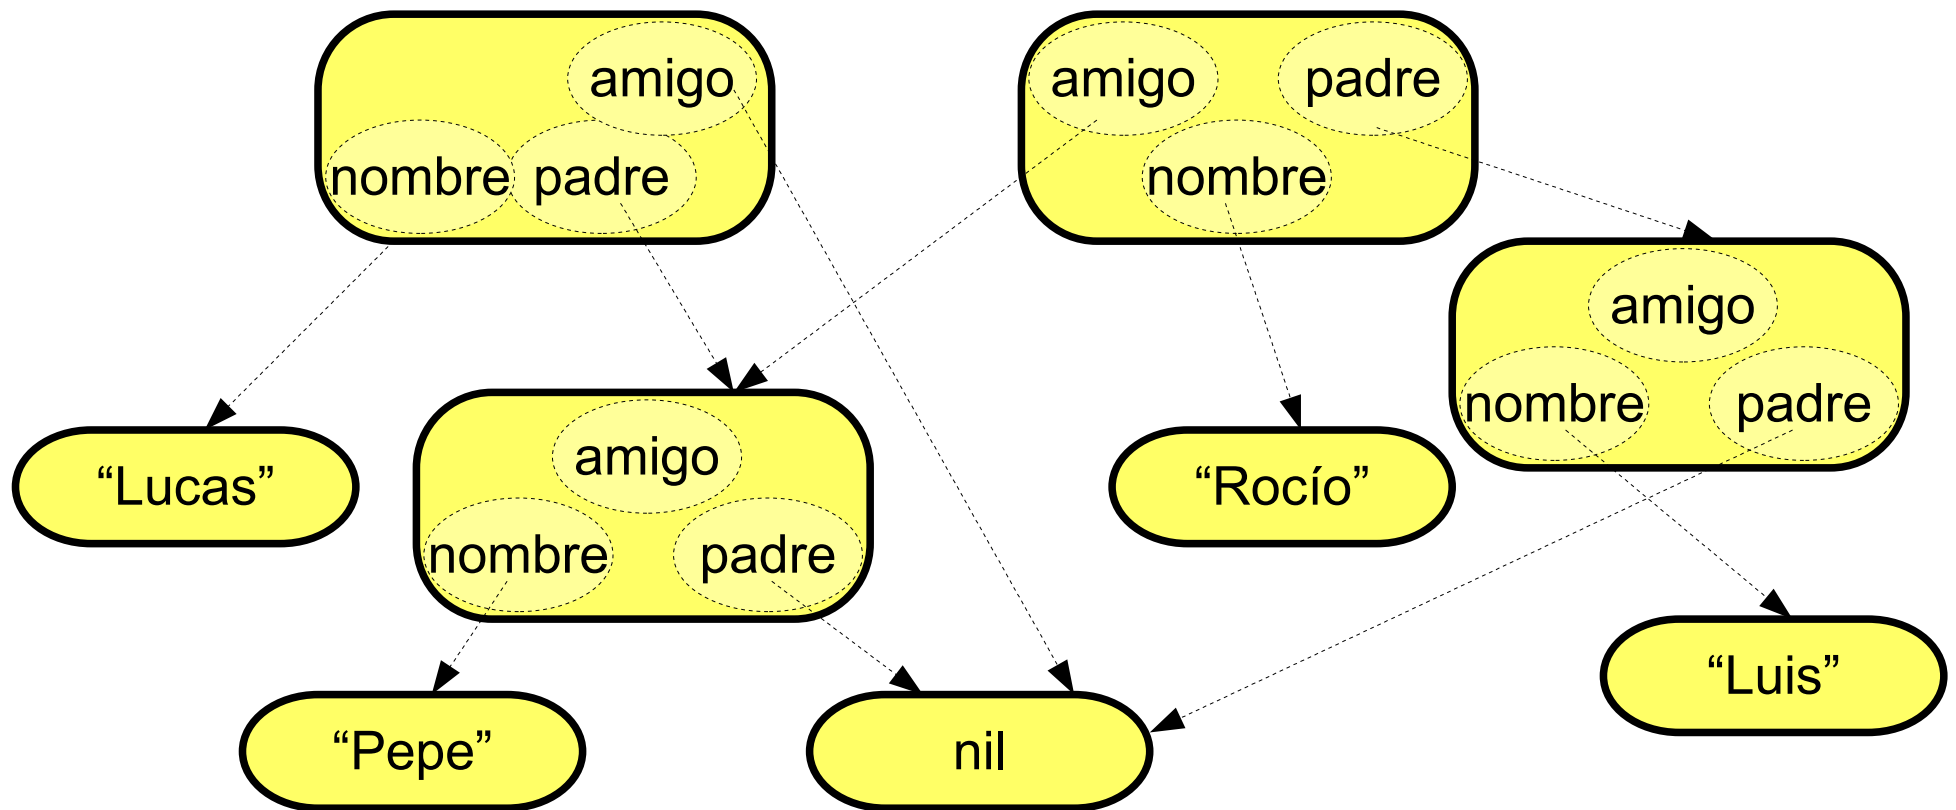 amigo
nombre
padre
amigo
padre
nombre
amigo
nombre
padre
“Lucas”
amigo
nombre
padre
“Rocío”
“Pepe”
nil
“Luis”